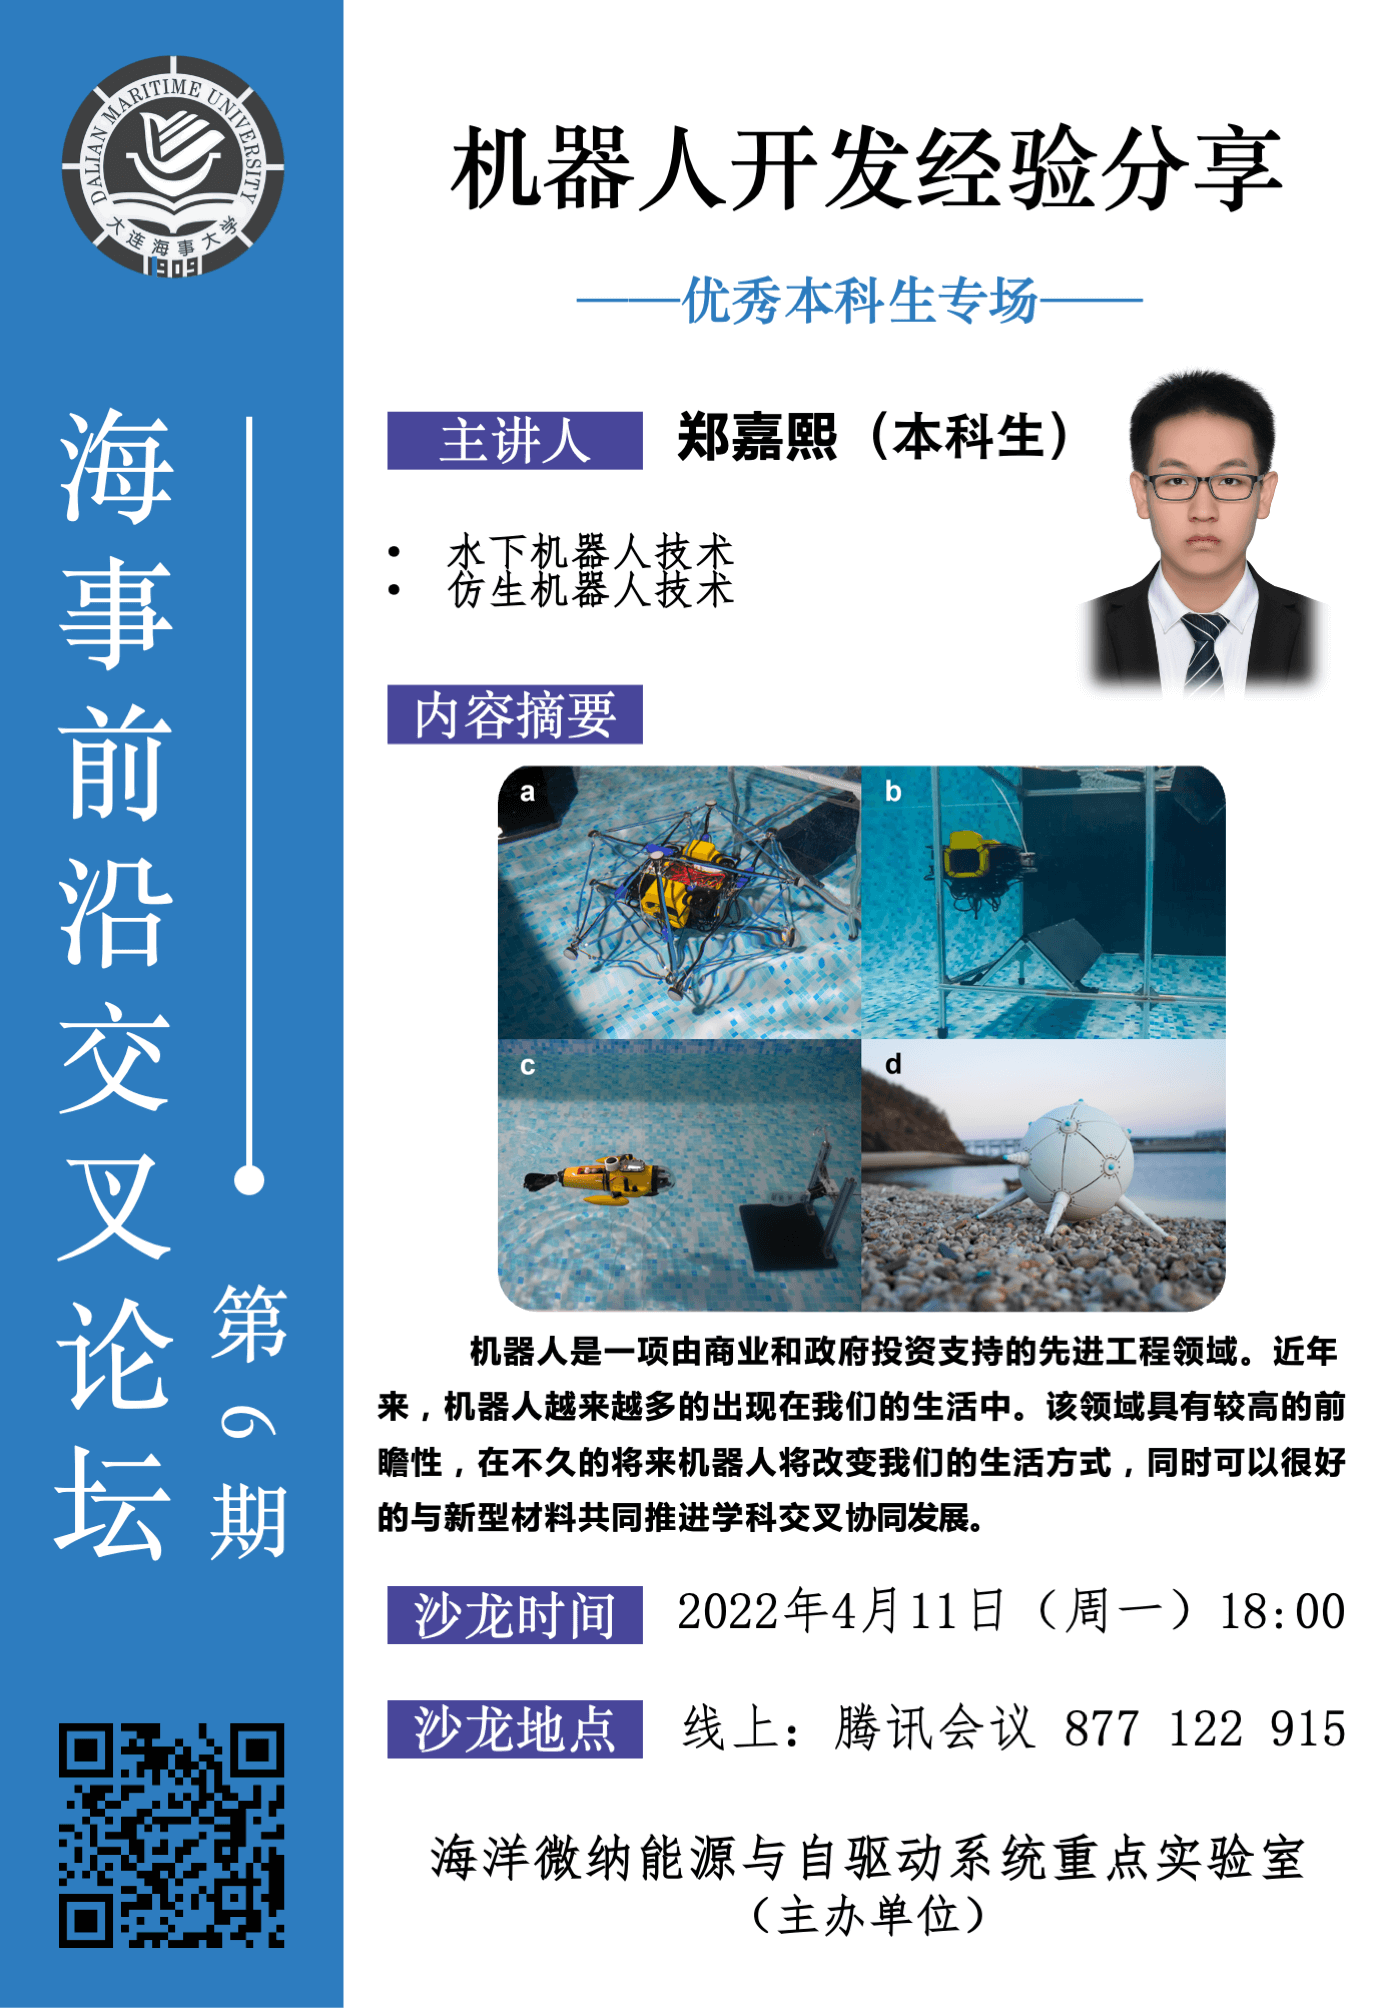 DALIAN MARITIME UNIVERSITY
大连海事大学
1909
海事前沿交叉论坛
第6期
机器人开发经验分享
——优秀本科生专场——
主讲人 郑嘉熙（本科生）
• 水下机器人技术
• 仿生机器人技术
内容摘要
a b
c d
机器人是一项由商业和政府投资支持的先进工程领域。近年
来，机器人越来越多的出现在我们的生活中。该领域具有较高的前
瞻性，在不久的将来机器人将改变我们的生活方式，同时可以很好
的与新型材料共同推进学科交叉协同发展。
沙龙时间 2022年4月11日（周一）18:00
沙龙地点 线上：腾讯会议 877 122 915
海洋微纳能源与自驱动系统重点实验室
（主办单位）